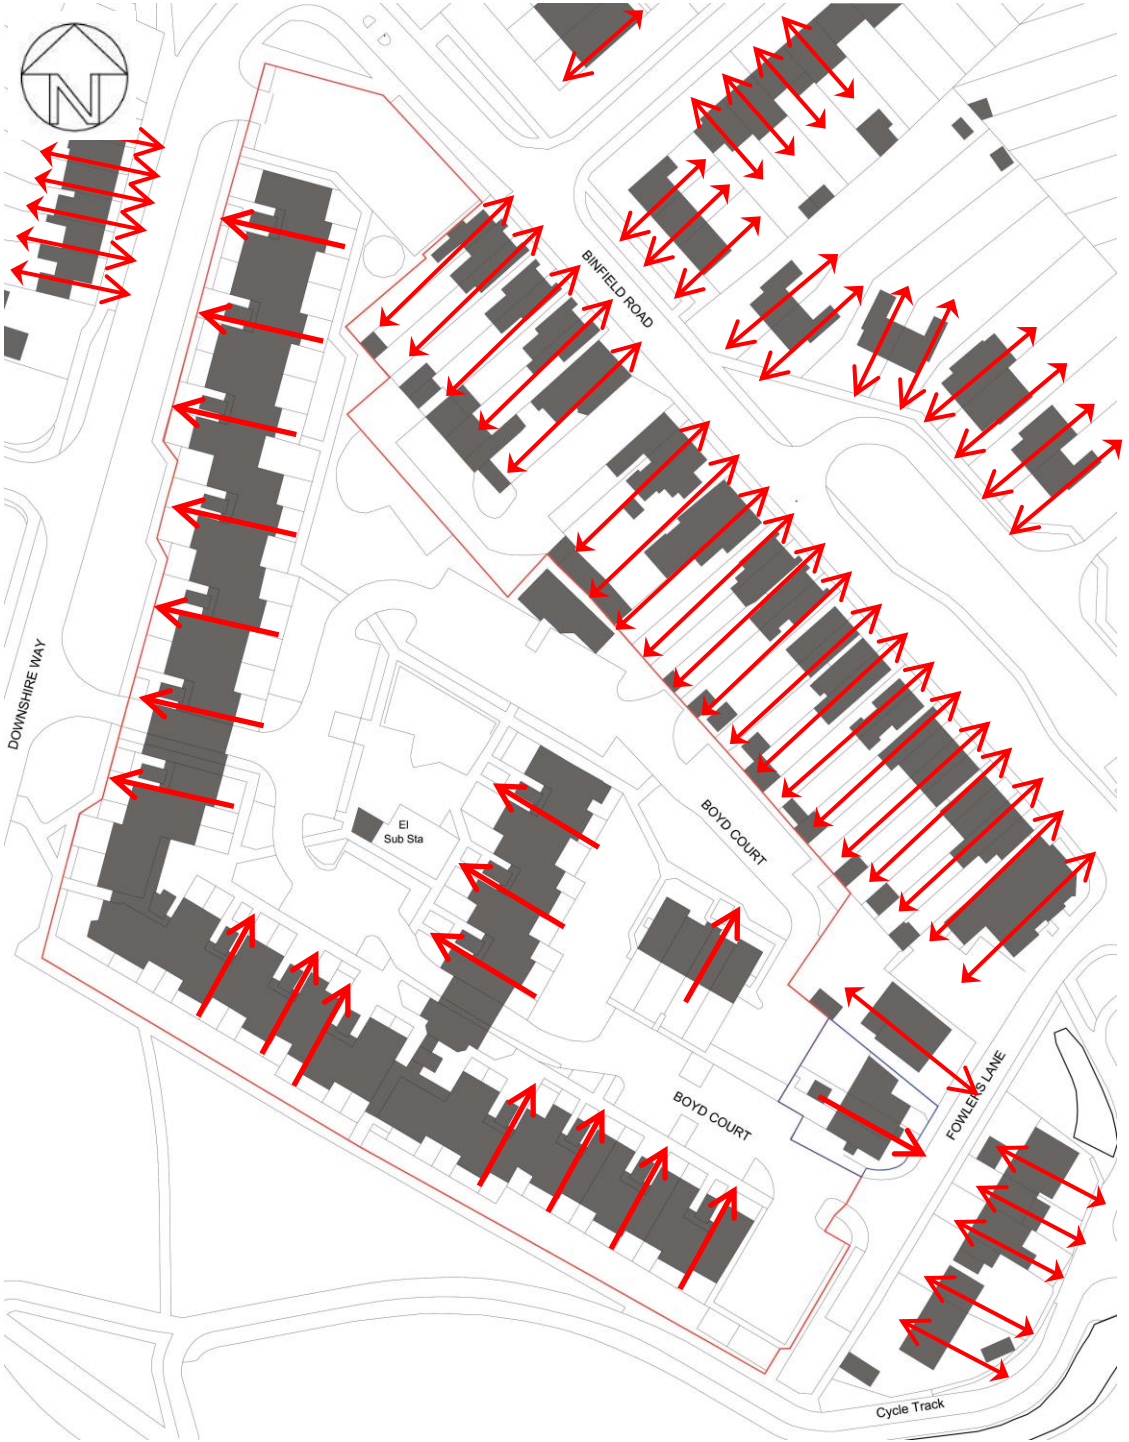 N
BINFIELD ROAD
DOWNSHIRE WAY
El
Sub Sta
BOYD COURT
BOYD COURT
FOWLERS LANE
Cycle Track